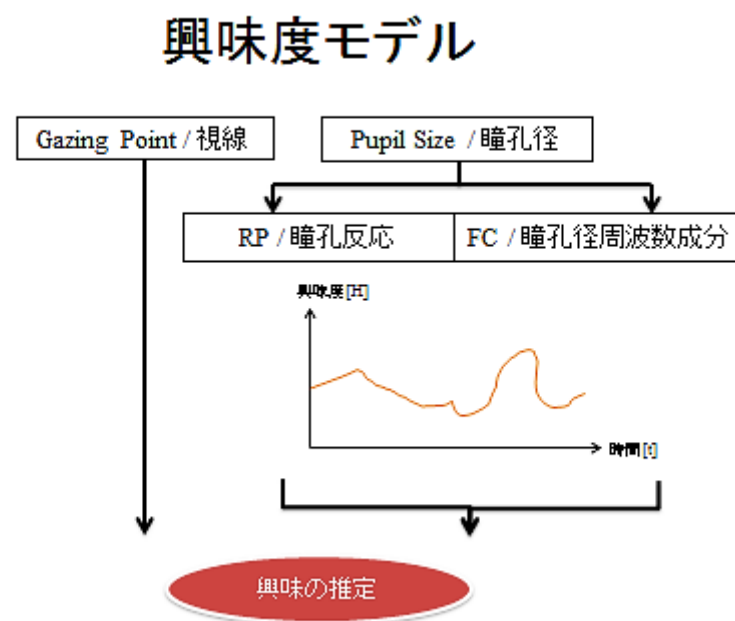 興味度モデル
Gazing Point / 視線
Pupil Size / 瞳孔径
RP / 瞳孔反応
FC / 瞳孔径周波数成分
興味度[H]
時間[t]
興味の推定